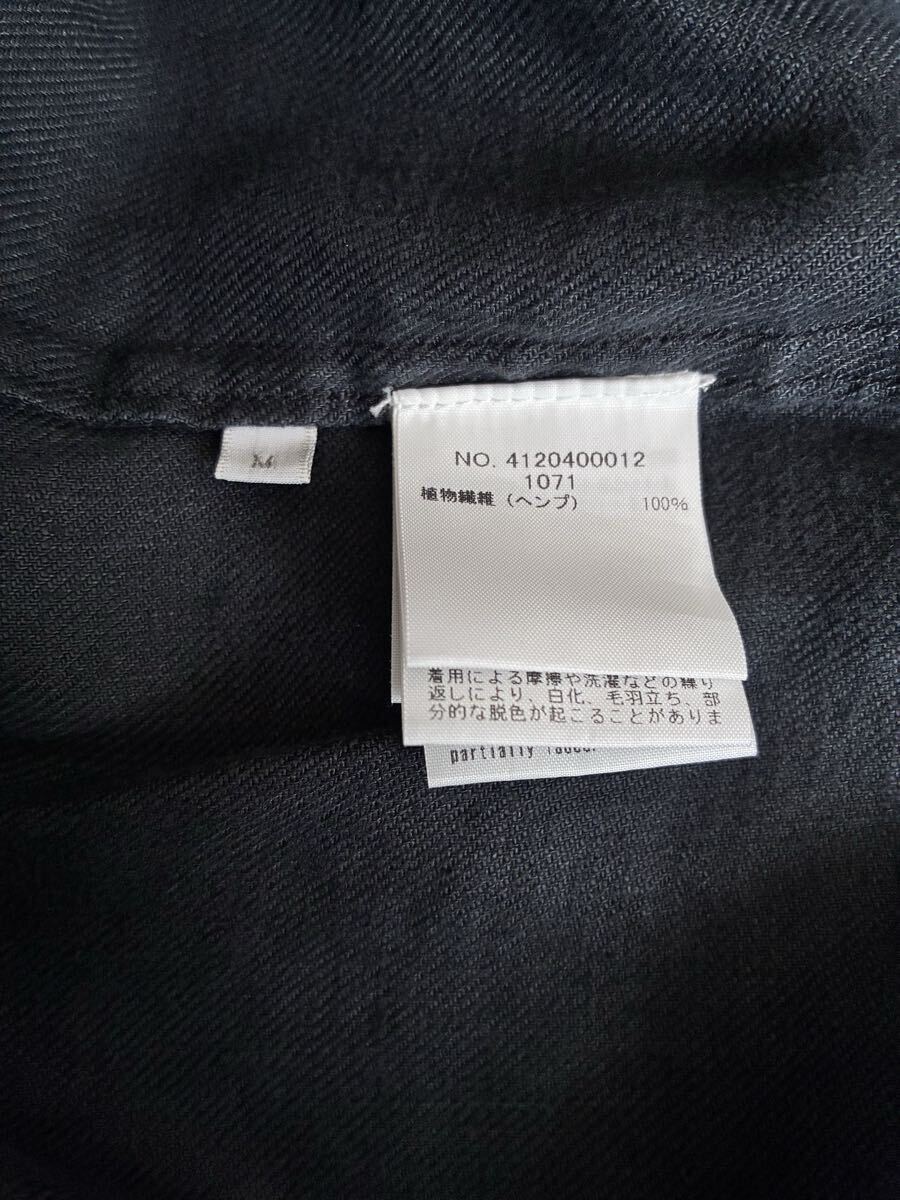 M
NO. 4120400012
1071
植物繊維（ヘンプ） 100%
着用による摩擦や洗濯などの繰り
返しにより、白化、毛羽立ち、部
分的な脱色が起こることがありま
partially faded.